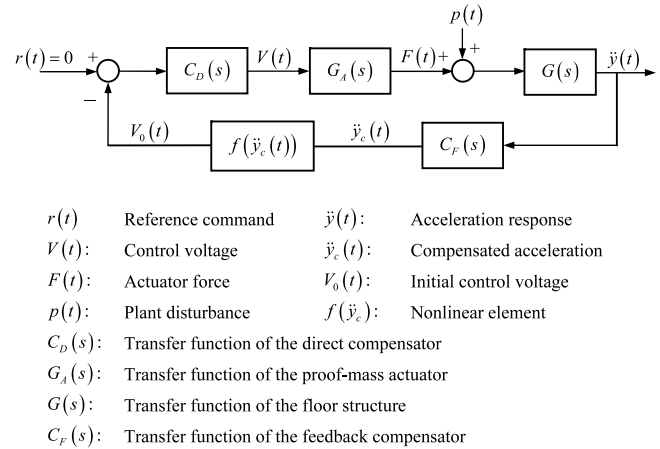 p(t)
r(t) = 0 + C_D(s) V(t) G_A(s) F(t) + + G(s) ÿ(t)
−
V_0(t) f(ÿ_c(t)) ÿ_c(t) C_F(s)
r(t) Reference command ÿ(t): Acceleration response
V(t): Control voltage ÿ_c(t): Compensated acceleration
F(t): Actuator force V_0(t): Initial control voltage
p(t): Plant disturbance f(ÿ_c): Nonlinear element
C_D(s): Transfer function of the direct compensator
G_A(s): Transfer function of the proof-mass actuator
G(s): Transfer function of the floor structure
C_F(s): Transfer function of the feedback compensator